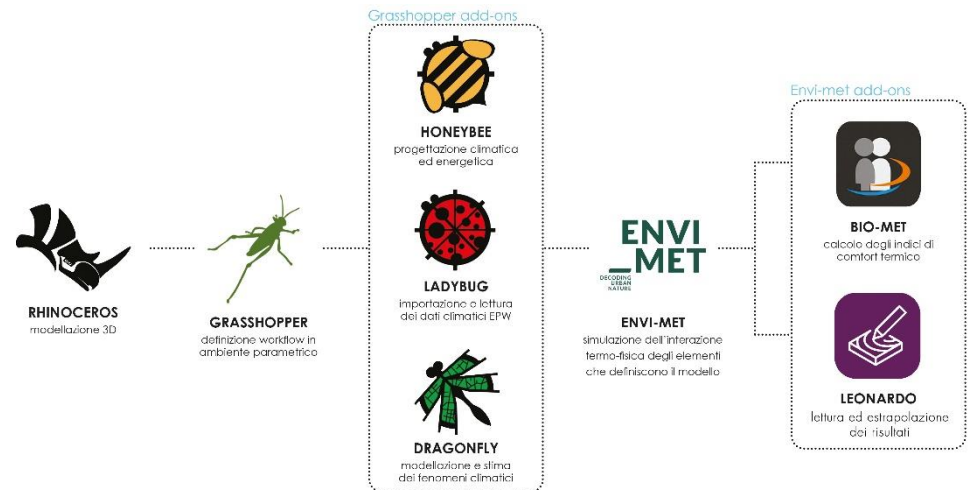 Grasshopper add-ons
HONEYBEE
progettazione climatica
ed energetica
LADYBUG
importazione e lettura
dei dati climatici EPW
DRAGONFLY
modellazione e stima
dei fenomeni climatici
RHINOCEROS
modellazione 3D
GRASSHOPPER
definizione workflow in
ambiente parametrico
ENVI
_MET
DECODING
URBAN
NATURE
ENVI-MET
simulazione dell'interazione
termo-fisica degli elementi
che definiscono il modello
Envi-met add-ons
BIO-MET
calcolo degli indici di
comfort termico
LEONARDO
lettura ed estrapolazione
dei risultati